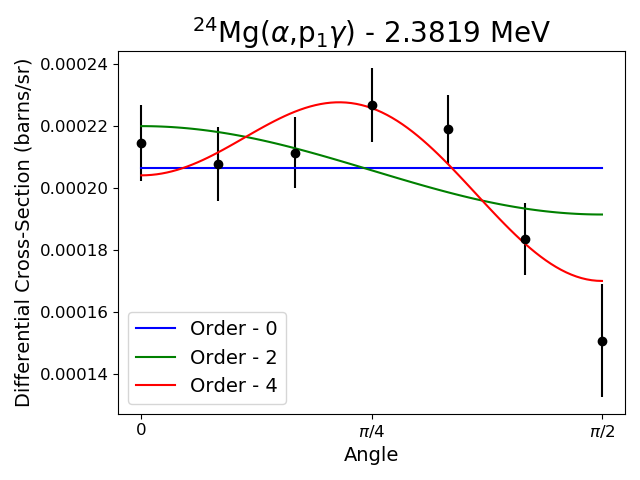 ²⁴Mg(α,p₁γ) - 2.3819 MeV
Differential Cross-Section (barns/sr)
0.00024
0.00022
0.00020
0.00018
0.00016
0.00014
Order - 0
Order - 2
Order - 4
0 π/4 π/2
Angle